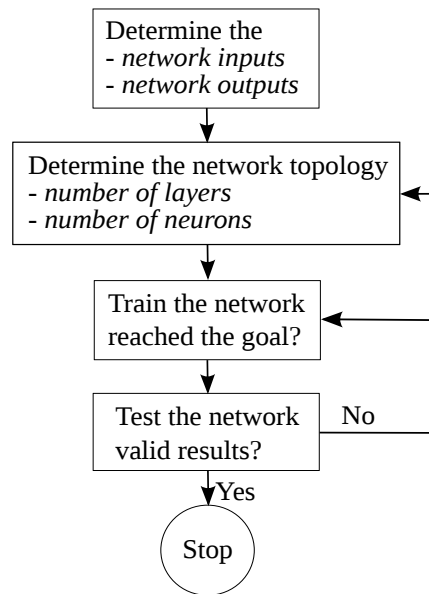 Determine the
- network inputs
- network outputs
Determine the network topology
- number of layers
- number of neurons
Train the network
reached the goal?
Test the network
valid results?
No
Yes
Stop